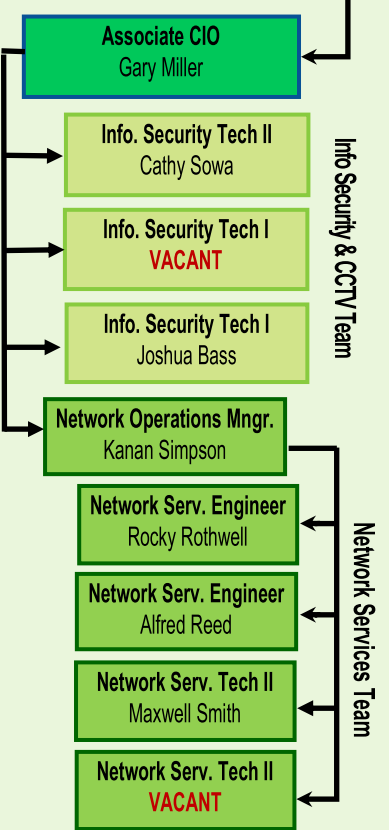 Associate CIO
Gary Miller
Info. Security Tech II
Cathy Sowa
Info. Security Tech I
VACANT
Info. Security Tech I
Joshua Bass
Info Security & CCTV Team
Network Operations Mngr.
Kanan Simpson
Network Serv. Engineer
Rocky Rothwell
Network Serv. Engineer
Alfred Reed
Network Serv. Tech II
Maxwell Smith
Network Serv. Tech II
VACANT
Network Services Team